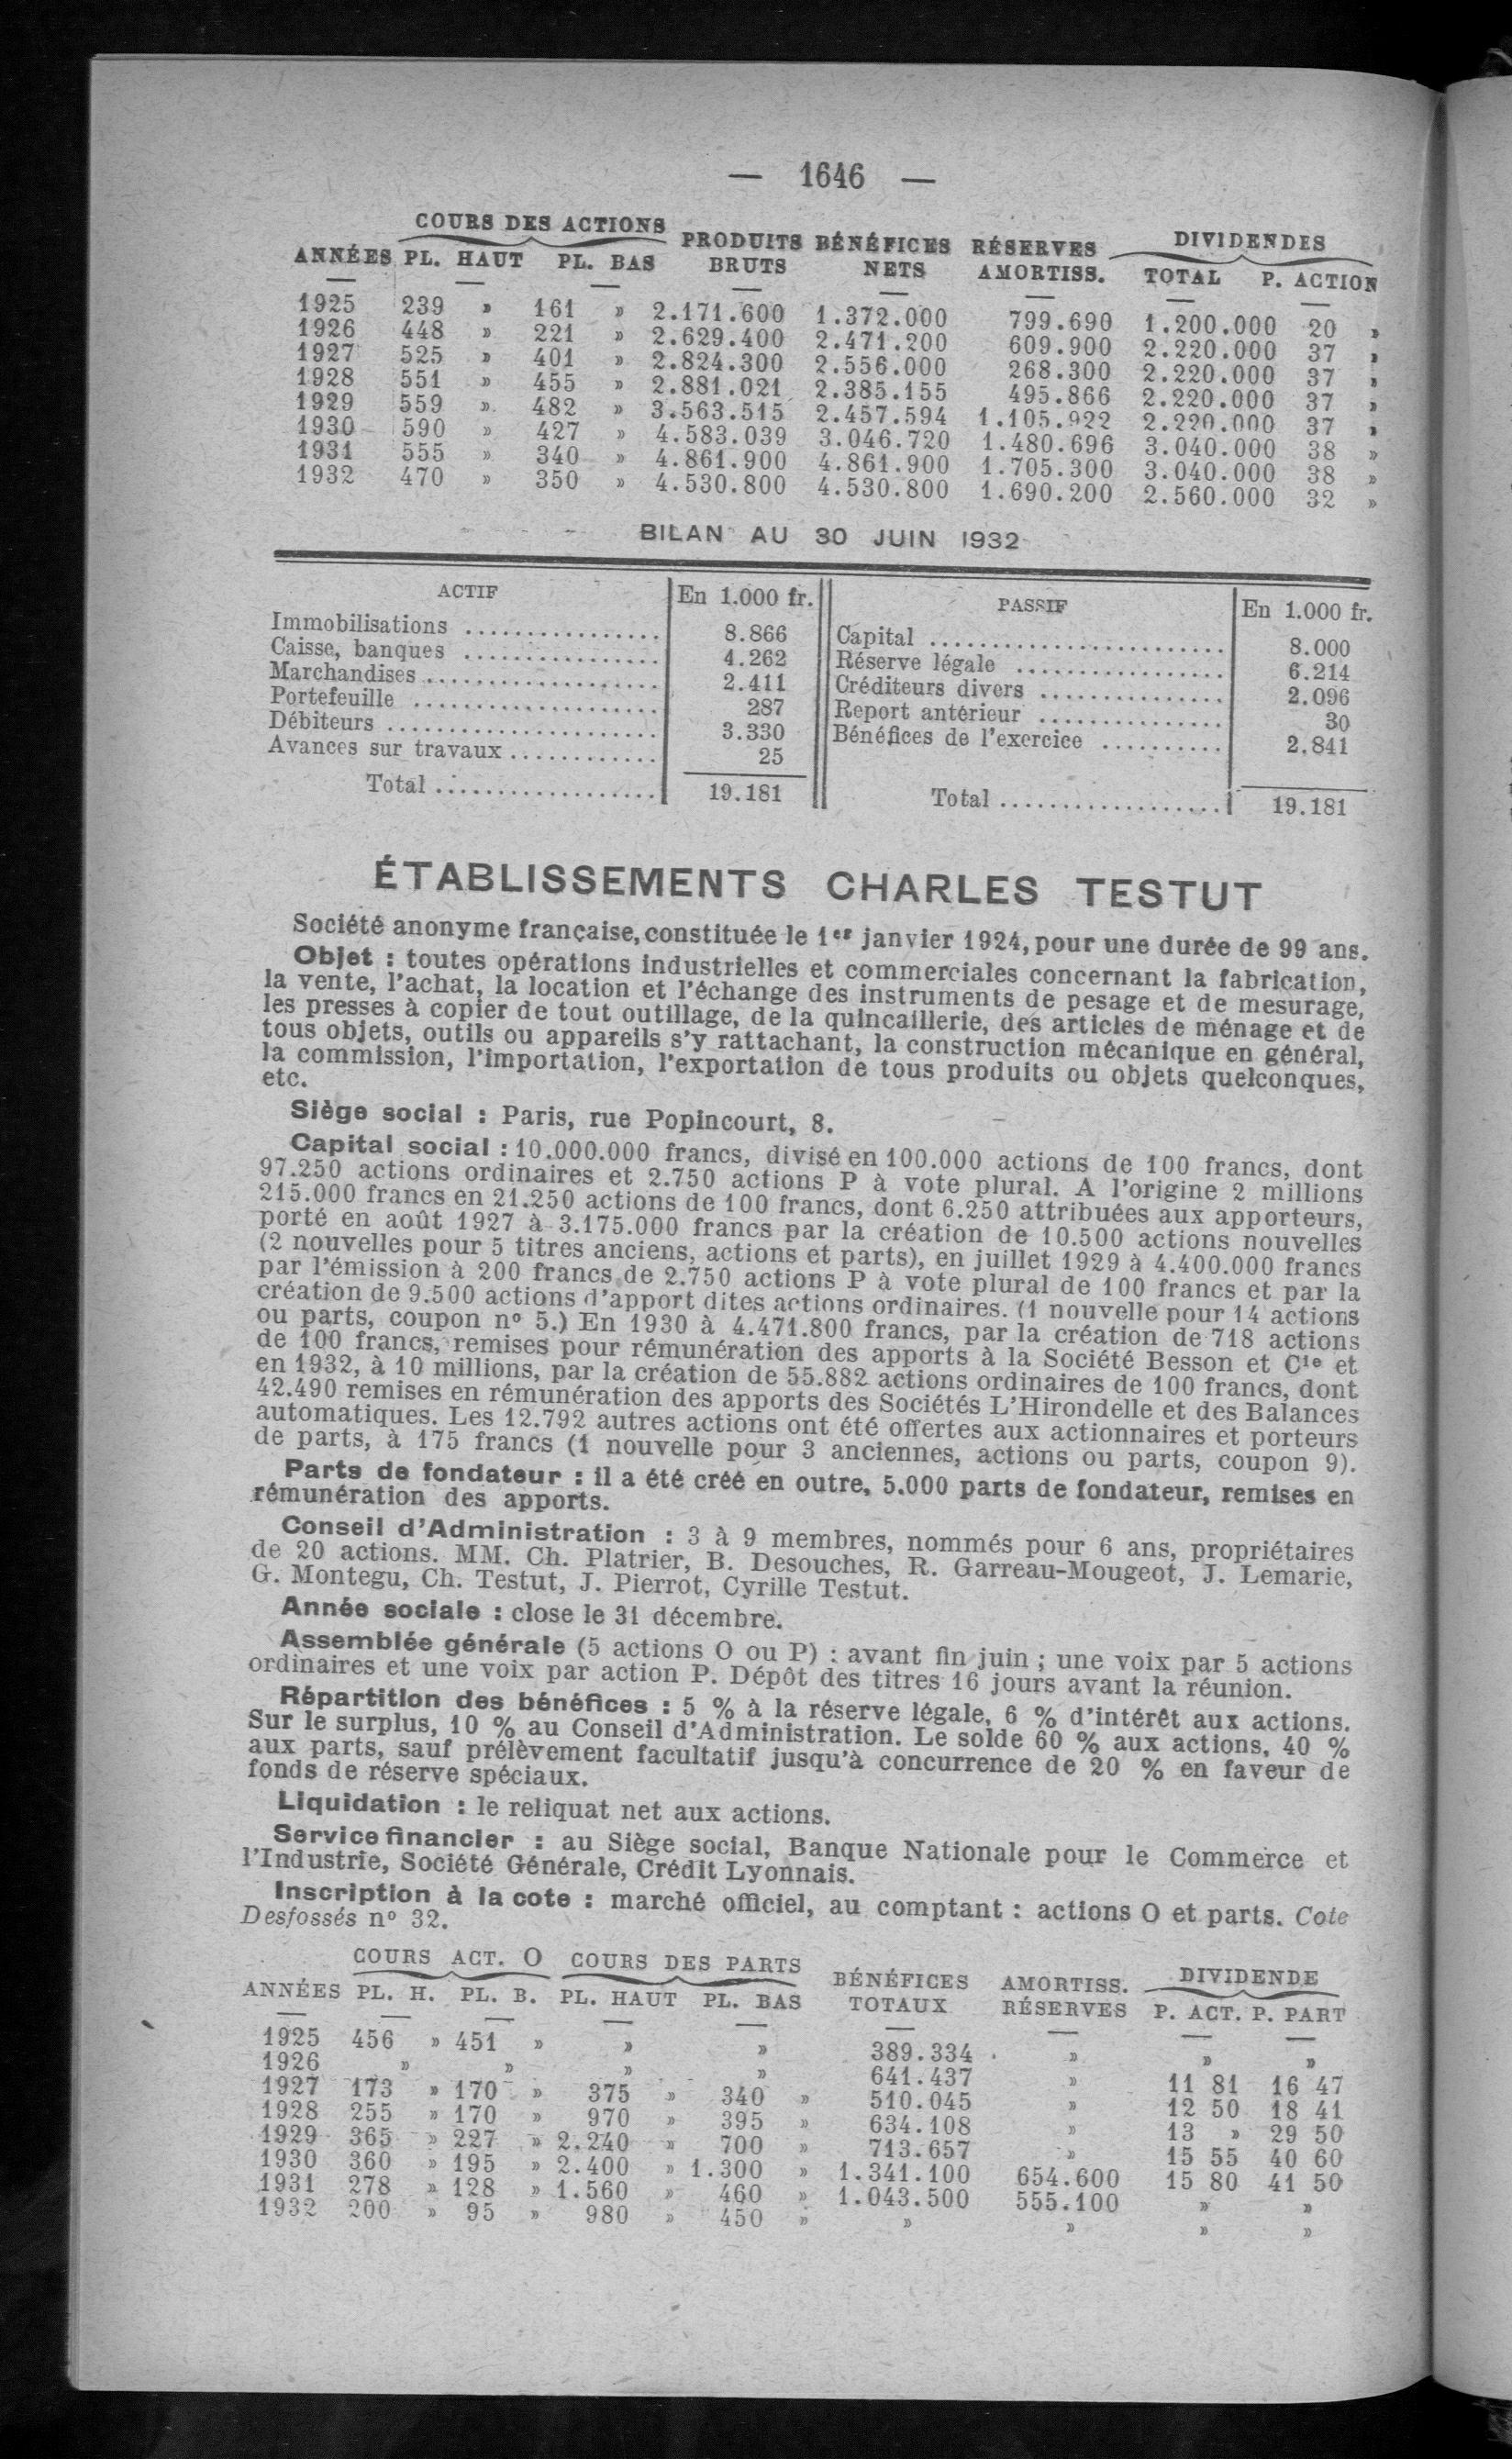 — 1646 —
COURS DES ACTIONS PRODUITS BÉNÉFICES RÉSERVES DIVIDENDES
ANNÉES PL. HAUT PL. BAS BRUTS NETS AMORTISS. TOTAL P. ACTION
1925 239 » 161 » 2.171.600 1.372.000 799.690 1.200.000 20 »
1926 448 » 221 » 2.629.400 2.471.200 609.900 2.220.000 37 »
1927 525 » 401 » 2.824.300 2.556.000 268.300 2.220.000 37 »
1928 551 » 455 » 2.881.021 2.385.155 495.866 2.220.000 37 »
1929 559 » 482 » 3.563.515 2.457.594 1.105.922 2.220.000 37 »
1930 590 » 427 » 4.583.039 3.046.720 1.480.696 3.040.000 38 »
1931 555 » 340 » 4.861.900 4.861.900 1.705.300 3.040.000 38 »
1932 470 » 350 » 4.530.800 4.530.800 1.690.200 2.560.000 32 »
BILAN AU 30 JUIN 1932
ACTIF En 1.000 fr. PASSIF En 1.000 fr.
Immobilisations ................ 8.866 Capital ........................ 8.000
Caisse, banques ................ 4.262 Réserve légale ................. 6.214
Marchandises ................... 2.411 Créditeurs divers ............... 2.096
Portefeuille .................... 287 Report antérieur ............... 30
Débiteurs ...................... 3.330 Bénéfices de l'exercice .......... 2.841
Avances sur travaux ............ 25
Total .................. 19.181 Total .................. 19.181
ÉTABLISSEMENTS CHARLES TESTUT
Société anonyme française, constituée le 1er janvier 1924, pour une durée de 99 ans.
Objet : toutes opérations industrielles et commerciales concernant la fabrication,
la vente, l'achat, la location et l'échange des instruments de pesage et de mesurage,
les presses à copier de tout outillage, de la quincaillerie, des articles de ménage et de
tous objets, outils ou appareils s'y rattachant, la construction mécanique en général,
la commission, l'importation, l'exportation de tous produits ou objets quelconques,
etc.
Siège social : Paris, rue Popincourt, 8.
Capital social : 10.000.000 francs, divisé en 100.000 actions de 100 francs, dont
97.250 actions ordinaires et 2.750 actions P à vote plural. A l'origine 2 millions
215.000 francs en 21.250 actions de 100 francs, dont 6.250 attribuées aux apporteurs,
porté en août 1927 à 3.175.000 francs par la création de 10.500 actions nouvelles
(2 nouvelles pour 5 titres anciens, actions et parts), en juillet 1929 à 4.400.000 francs
par l'émission à 200 francs de 2.750 actions P à vote plural de 100 francs et par la
création de 9.500 actions d'apport dites actions ordinaires. (1 nouvelle pour 14 actions
ou parts, coupon n° 5.) En 1930 à 4.471.800 francs, par la création de 718 actions
de 100 francs, remises pour rémunération des apports à la Société Besson et Cie et
en 1932, à 10 millions, par la création de 55.882 actions ordinaires de 100 francs, dont
42.490 remises en rémunération des apports des Sociétés L'Hirondelle et des Balances
automatiques. Les 12.792 autres actions ont été offertes aux actionnaires et porteurs
de parts, à 175 francs (1 nouvelle pour 3 anciennes, actions ou parts, coupon 9).
Parts de fondateur : il a été créé en outre, 5.000 parts de fondateur, remises en
rémunération des apports.
Conseil d'Administration : 3 à 9 membres, nommés pour 6 ans, propriétaires
de 20 actions. MM. Ch. Platrier, B. Desouches, R. Garreau-Mougeot, J. Lemarie,
G. Montegu, Ch. Testut, J. Pierrot, Cyrille Testut.
Année sociale : close le 31 décembre.
Assemblée générale (5 actions O ou P) : avant fin juin ; une voix par 5 actions
ordinaires et une voix par action P. Dépôt des titres 16 jours avant la réunion.
Répartition des bénéfices : 5 % à la réserve légale, 6 % d'intérêt aux actions.
Sur le surplus, 10 % au Conseil d'Administration. Le solde 60 % aux actions, 40 %
aux parts, sauf prélèvement facultatif jusqu'à concurrence de 20 % en faveur de
fonds de réserve spéciaux.
Liquidation : le reliquat net aux actions.
Service financier : au Siège social, Banque Nationale pour le Commerce et
l'Industrie, Société Générale, Crédit Lyonnais.
Inscription à la cote : marché officiel, au comptant : actions O et parts. Cote
Desfossés n° 32.
COURS ACT. O COURS DES PARTS BÉNÉFICES AMORTISS. DIVIDENDE
ANNÉES PL. H. PL. B. PL. HAUT PL. BAS TOTAUX RÉSERVES P. ACT. P. PART
1925 456 » 451 » » » 389.334 » » »
1926 » » » » 641.437 » 11 81 16 47
1927 173 » 170 » 375 » 340 » 510.045 » 12 50 18 41
1928 255 » 170 » 970 » 395 » 634.108 » 13 » 29 50
1929 365 » 227 » 2.240 » 700 » 713.657 » 15 55 40 60
1930 360 » 195 » 2.400 » 1.300 » 1.341.100 654.600 15 80 41 50
1931 278 » 128 » 1.560 » 460 » 1.043.500 555.100 » »
1932 200 » 95 » 980 » 450 » » » » »